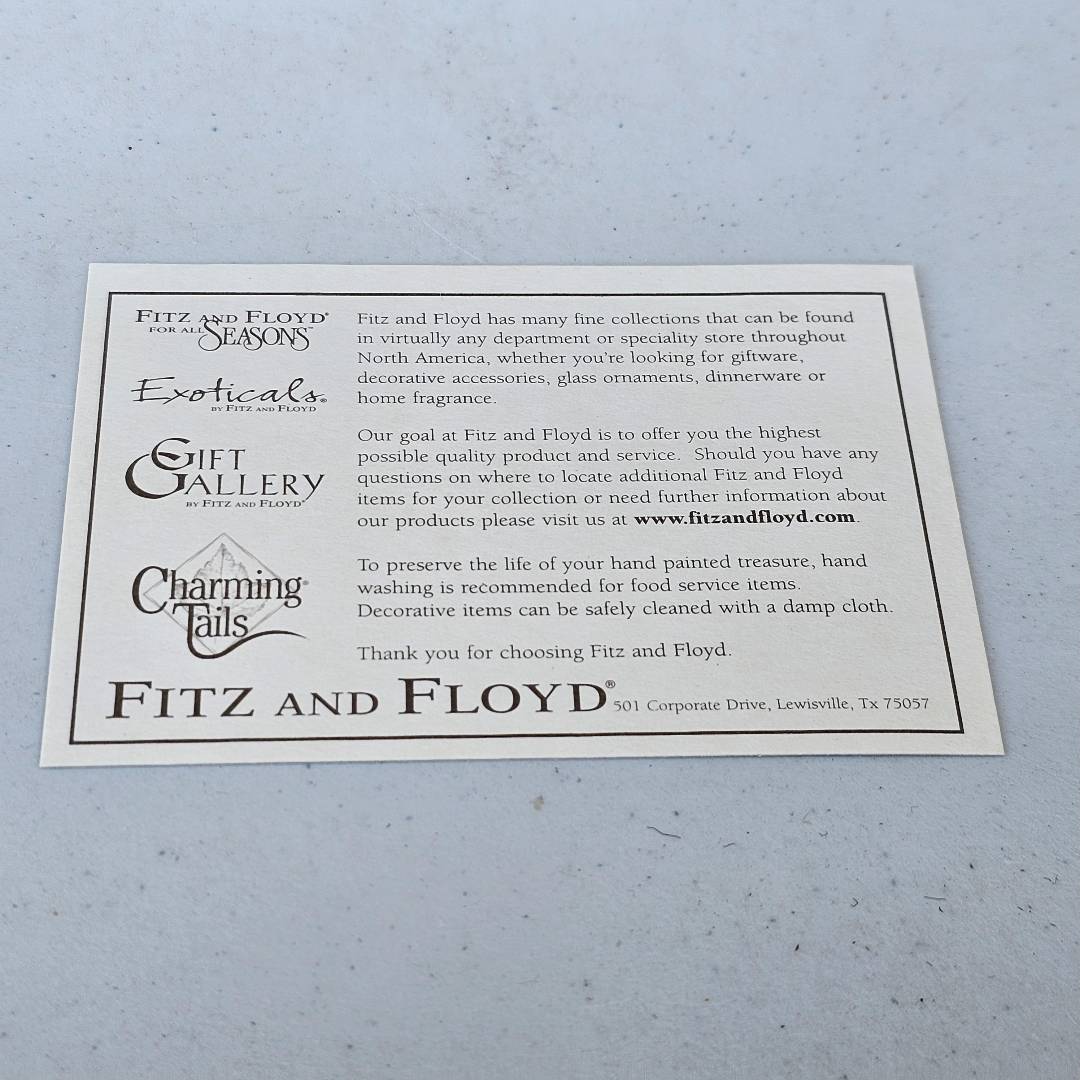 FITZ AND FLOYD®
FOR ALL SEASONS™
Exoticals®
BY FITZ AND FLOYD
GIFT
GALLERY
BY FITZ AND FLOYD®
Charming®
Tails
Fitz and Floyd has many fine collections that can be found
in virtually any department or speciality store throughout
North America, whether you're looking for giftware,
decorative accessories, glass ornaments, dinnerware or
home fragrance.
Our goal at Fitz and Floyd is to offer you the highest
possible quality product and service. Should you have any
questions on where to locate additional Fitz and Floyd
items for your collection or need further information about
our products please visit us at www.fitzandfloyd.com.
To preserve the life of your hand painted treasure, hand
washing is recommended for food service items.
Decorative items can be safely cleaned with a damp cloth.
Thank you for choosing Fitz and Floyd.
FITZ AND FLOYD® 501 Corporate Drive, Lewisville, Tx 75057